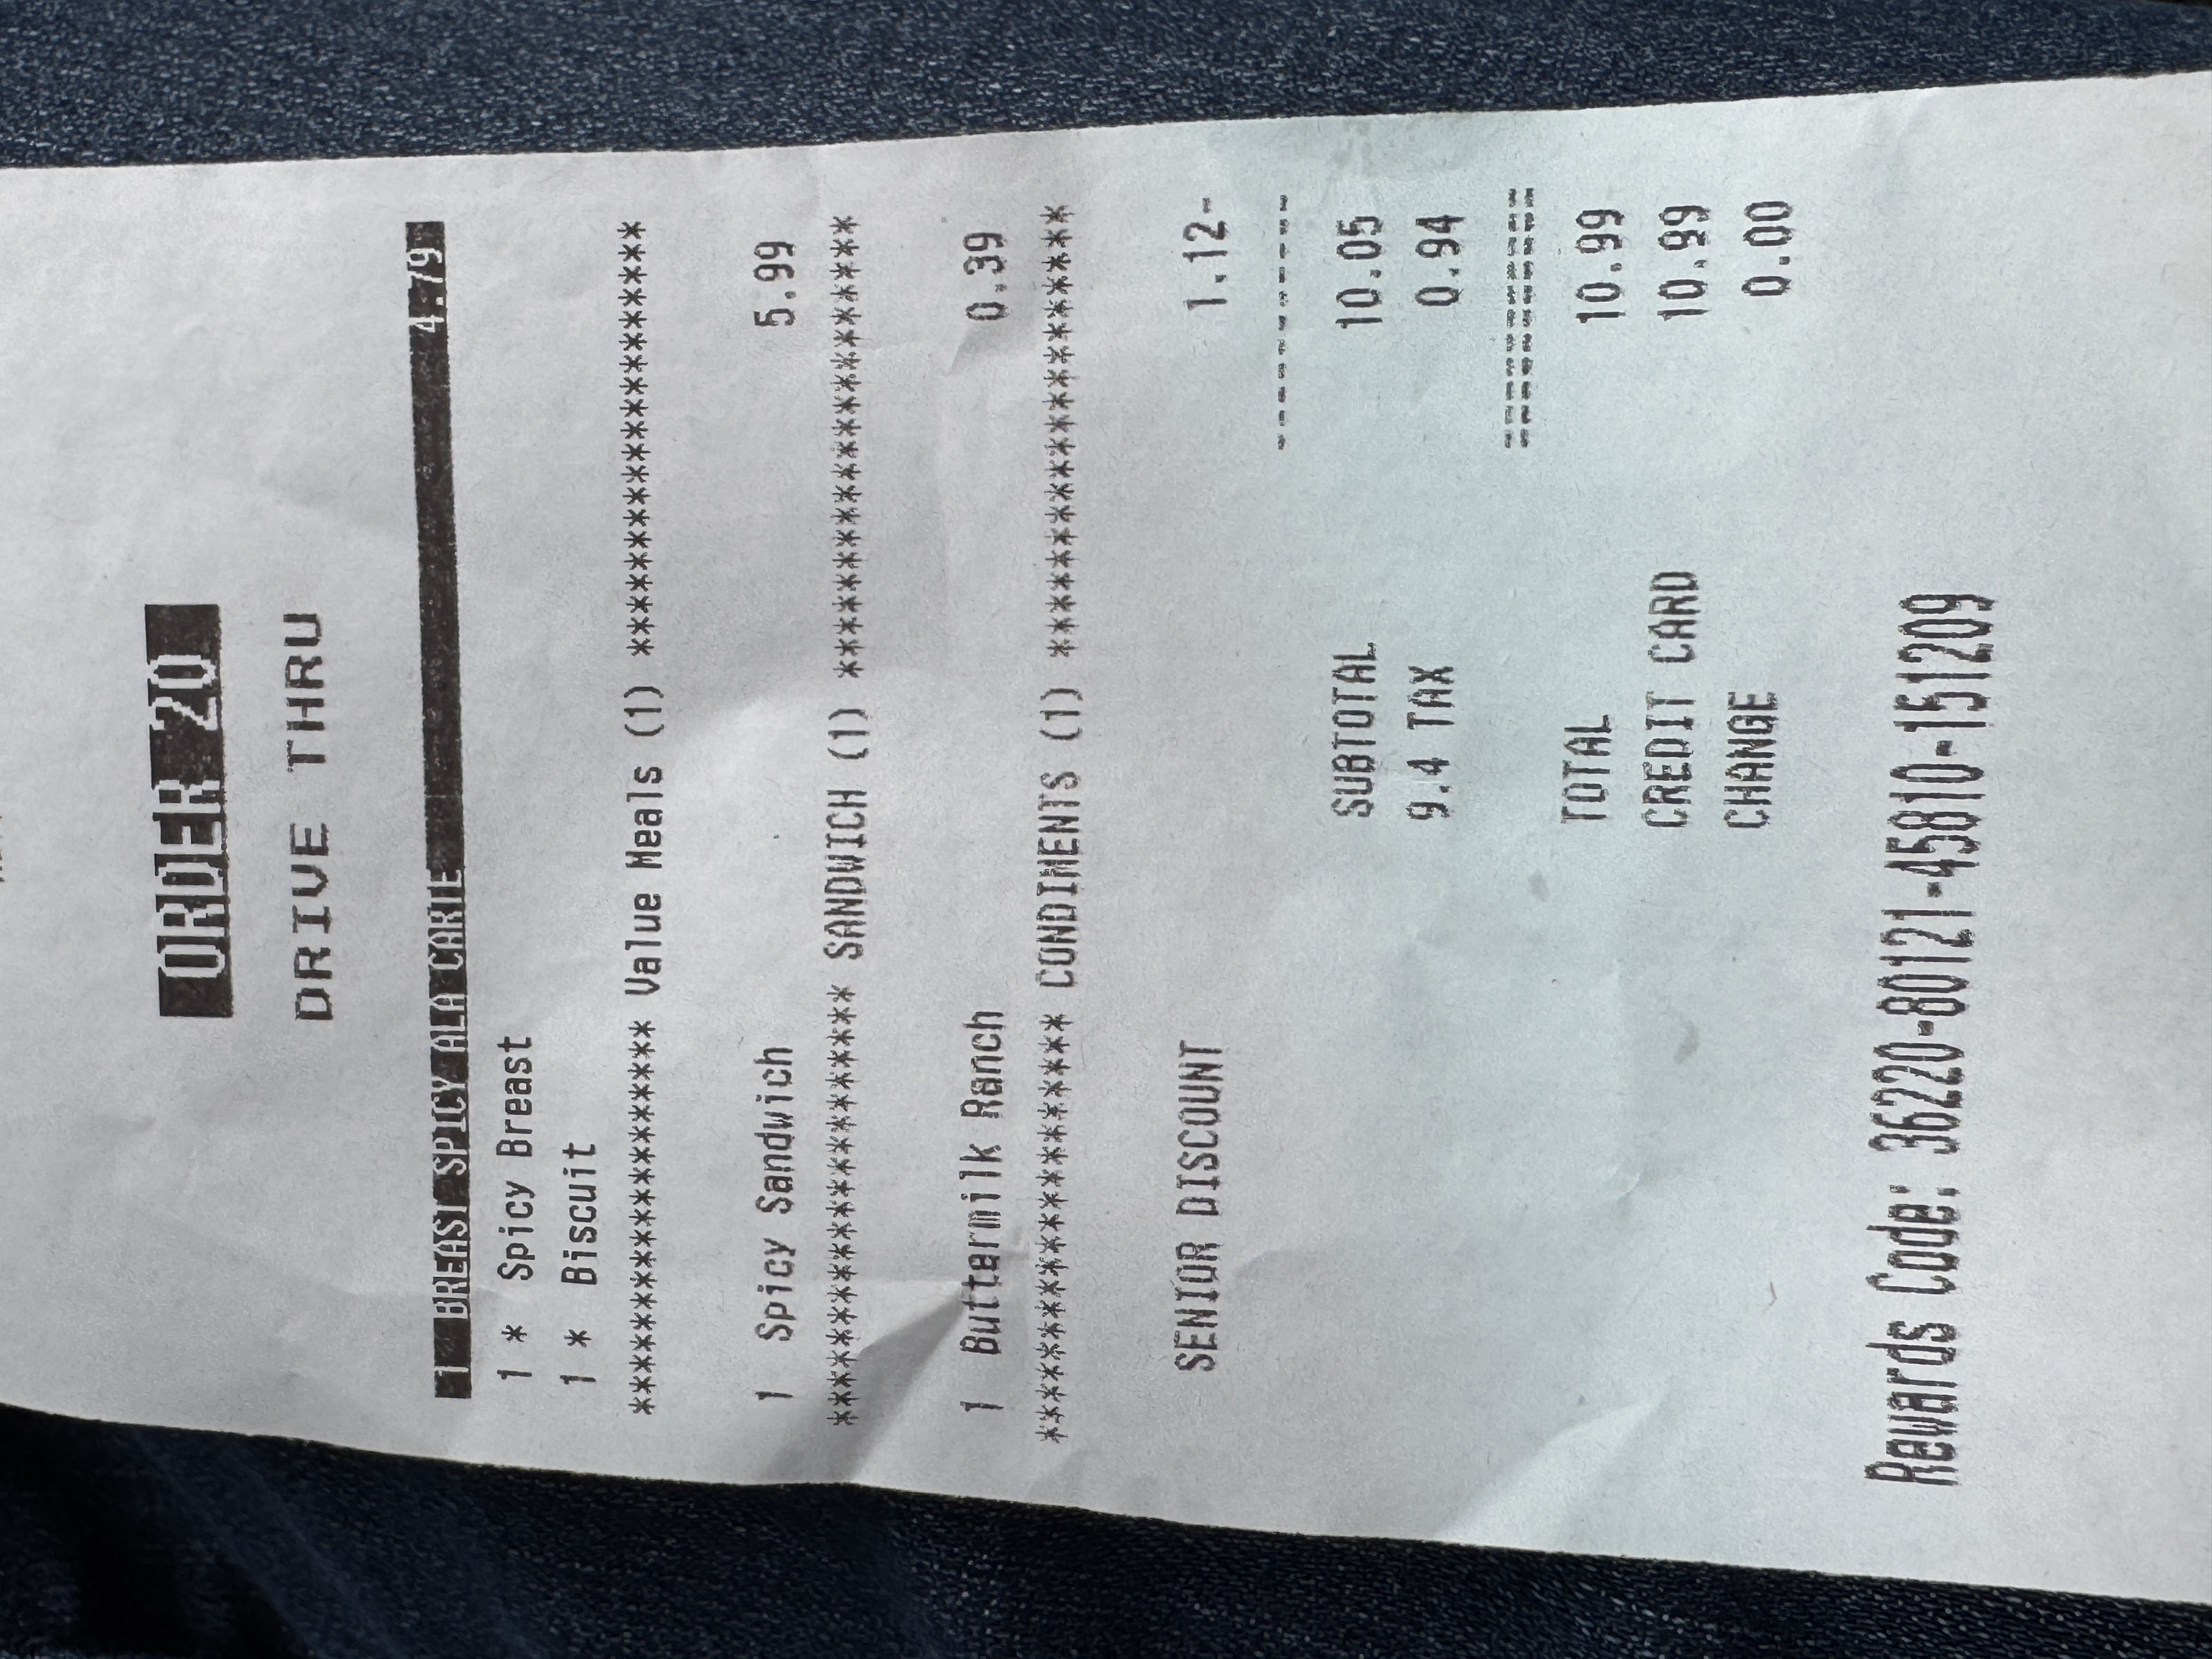 ORDER 20
DRIVE THRU
1 BREAST SPICY ALA CARTE 4.79
1 * Spicy Breast
1 * Biscuit
****************** Value Meals (1) ********************
1 Spicy Sandwich 5.99
******************** SANDWICH (1) *********************
1 Buttermilk Ranch 0.39
******************* CONDIMENTS (1) ********************
SENIOR DISCOUNT 1.12-
------------
SUBTOTAL 10.05
9.4 TAX 0.94
============
TOTAL 10.99
CREDIT CARD 10.99
CHANGE 0.00
Rewards Code: 36220-80121-45810-151209